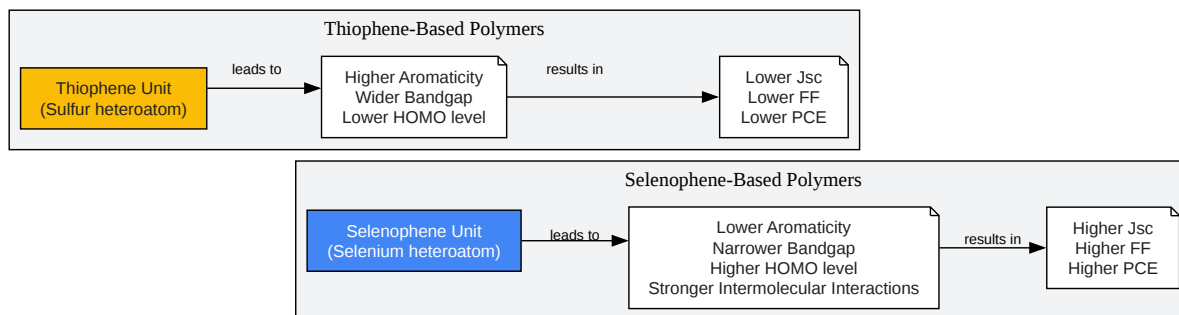 Thiophene-Based Polymers
Thiophene Unit
(Sulfur heteroatom)
leads to
Higher Aromaticity
Wider Bandgap
Lower HOMO level
results in
Lower Jsc
Lower FF
Lower PCE
Selenophene-Based Polymers
Selenophene Unit
(Selenium heteroatom)
leads to
Lower Aromaticity
Narrower Bandgap
Higher HOMO level
Stronger Intermolecular Interactions
results in
Higher Jsc
Higher FF
Higher PCE